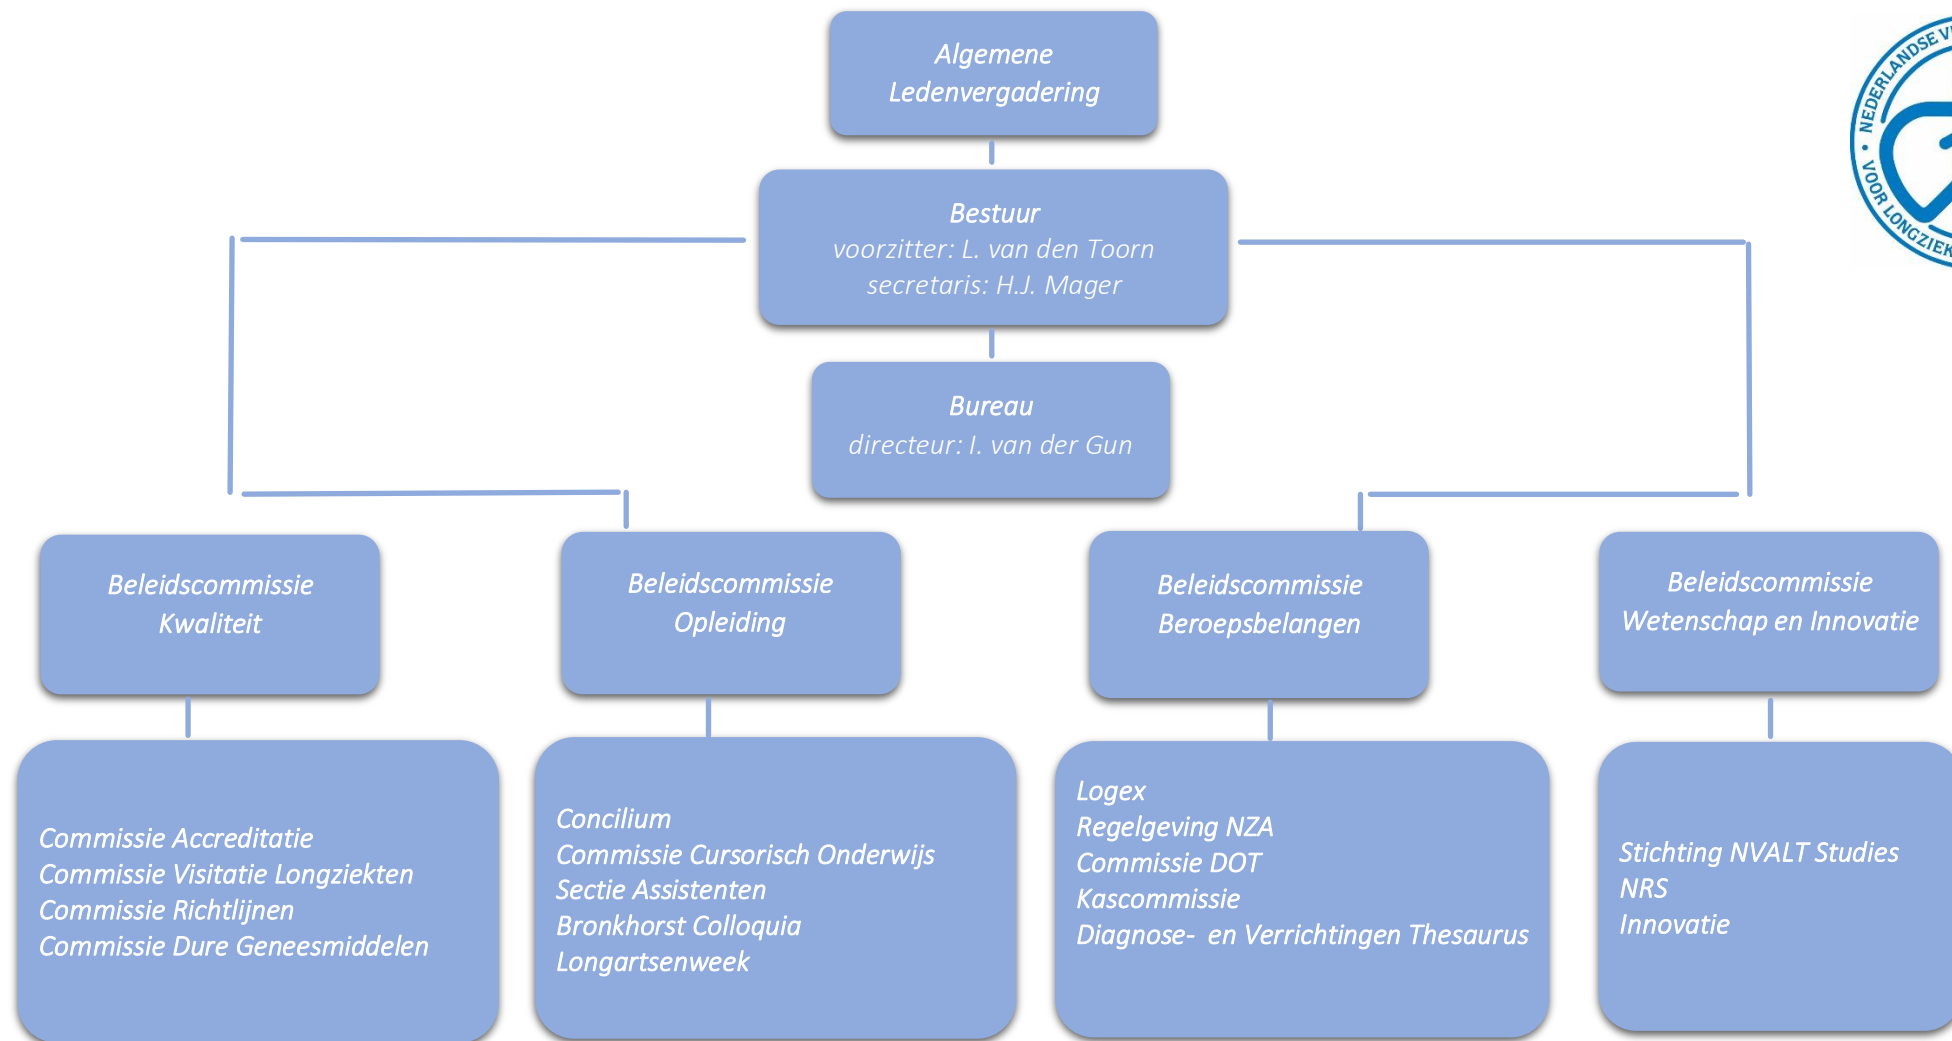 Algemene
Ledenvergadering
NEDERLANDSE
VOOR
Bestuur
voorzitter: L. van den Toorn
secretaris: H.J. Mager
Bureau
directeur: I. van der Gun
Beleidscommissie
Kwaliteit
Beleidscommissie
Opleiding
Beleidscommissie
Beroepsbelangen
Beleidscommissie
Wetenschap en Innovatie
Commissie Accreditatie
Commissie Visitatie Longziekten
Commissie Richtlijnen
Commissie Dure Geneesmiddelen
Concilium
Commissie Cursorisch Onderwijs
Sectie Assistenten
Bronkhorst Colloquia
Longartsenweek
Logex
Regelgeving NZA
Commissie DOT
Kascommissie
Diagnose- en Verrichtingen Thesaurus
Stichting NVALT Studies
NRS
Innovatie